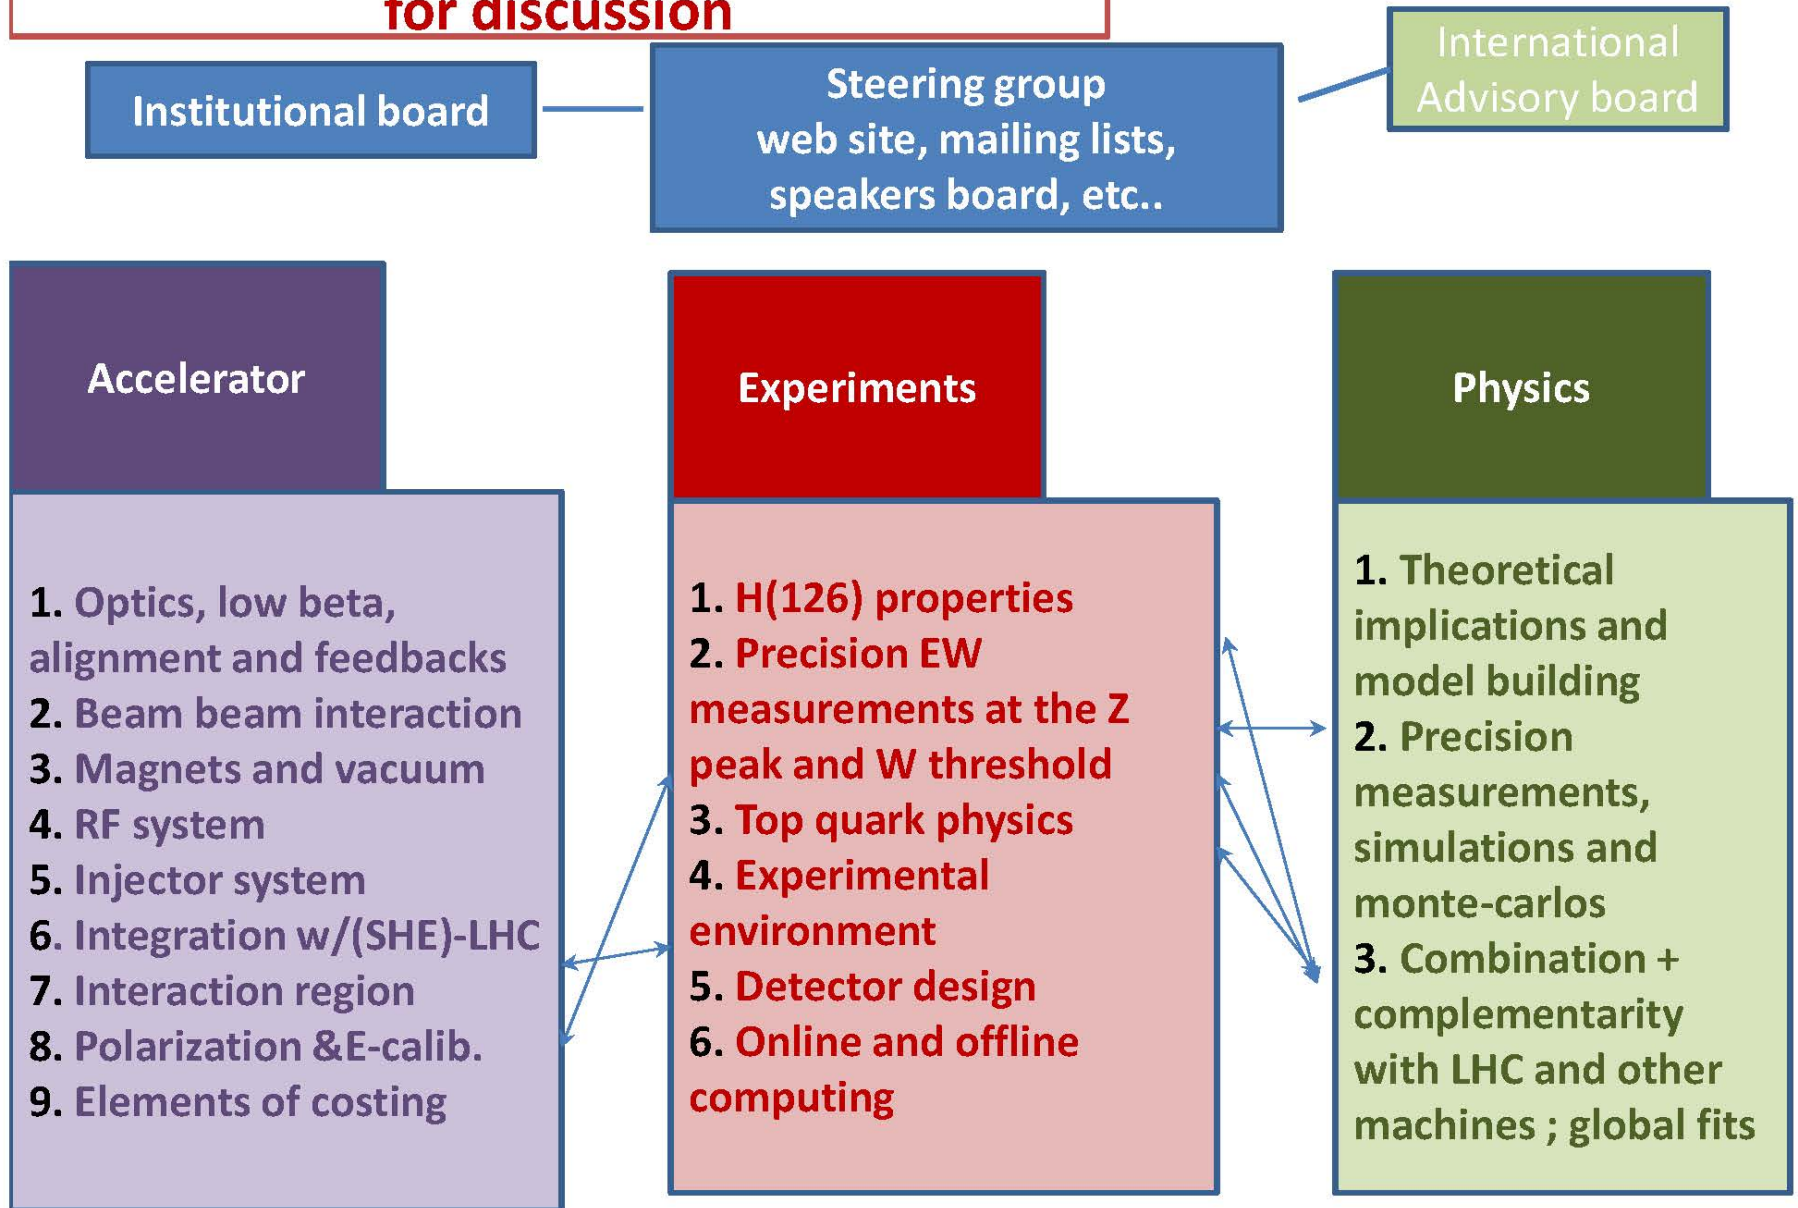 for discussion
Institutional board
Steering group
web site, mailing lists,
speakers board, etc..
International
Advisory board
Accelerator
1. Optics, low beta,
alignment and feedbacks
2. Beam beam interaction
3. Magnets and vacuum
4. RF system
5. Injector system
6. Integration w/(SHE)-LHC
7. Interaction region
8. Polarization &E-calib.
9. Elements of costing
Experiments
1. H(126) properties
2. Precision EW
measurements at the Z
peak and W threshold
3. Top quark physics
4. Experimental
environment
5. Detector design
6. Online and offline
computing
Physics
1. Theoretical
implications and
model building
2. Precision
measurements,
simulations and
monte-carlos
3. Combination +
complementarity
with LHC and other
machines ; global fits